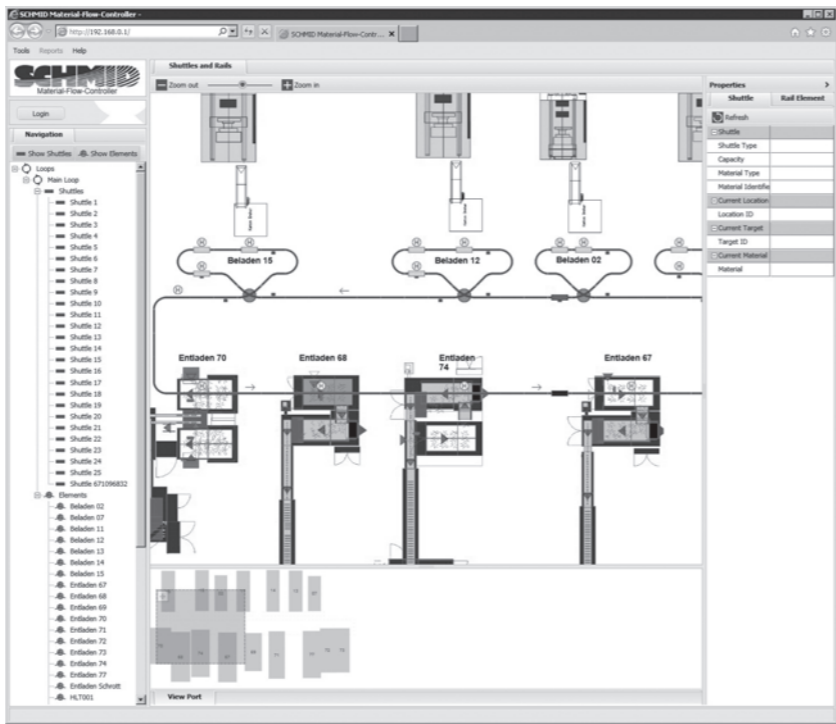 SCHMID Material-Flow-Controller -
http://192.168.0.1/
SCHMID Material-Flow-Contr...
Tools Reports Help
SCHMID
Material-Flow-Controller
Login
Navigation
Show Shuttles Show Elements
Loops
Main Loop
Shuttles
Shuttle 1
Shuttle 2
Shuttle 3
Shuttle 4
Shuttle 5
Shuttle 6
Shuttle 7
Shuttle 8
Shuttle 9
Shuttle 10
Shuttle 11
Shuttle 12
Shuttle 13
Shuttle 14
Shuttle 15
Shuttle 16
Shuttle 17
Shuttle 18
Shuttle 19
Shuttle 20
Shuttle 21
Shuttle 22
Shuttle 23
Shuttle 24
Shuttle 25
Shuttle 671096832
Elements
Beladen 02
Beladen 07
Beladen 11
Beladen 12
Beladen 13
Beladen 14
Beladen 15
Entladen 67
Entladen 68
Entladen 69
Entladen 70
Entladen 71
Entladen 72
Entladen 73
Entladen 74
Entladen 77
Entladen Schrott
HLT001
Shuttles and Rails
Zoom out Zoom in
Beladen 15
Beladen 12
Beladen 02
Entladen 70
Entladen 68
Entladen
74
Entladen 67
View Port
Properties
Shuttle Rail Element
Refresh
Shuttle
Shuttle Type
Capacity
Material Type
Material Identifie
Current Location
Location ID
Current Target
Target ID
Current Material
Material